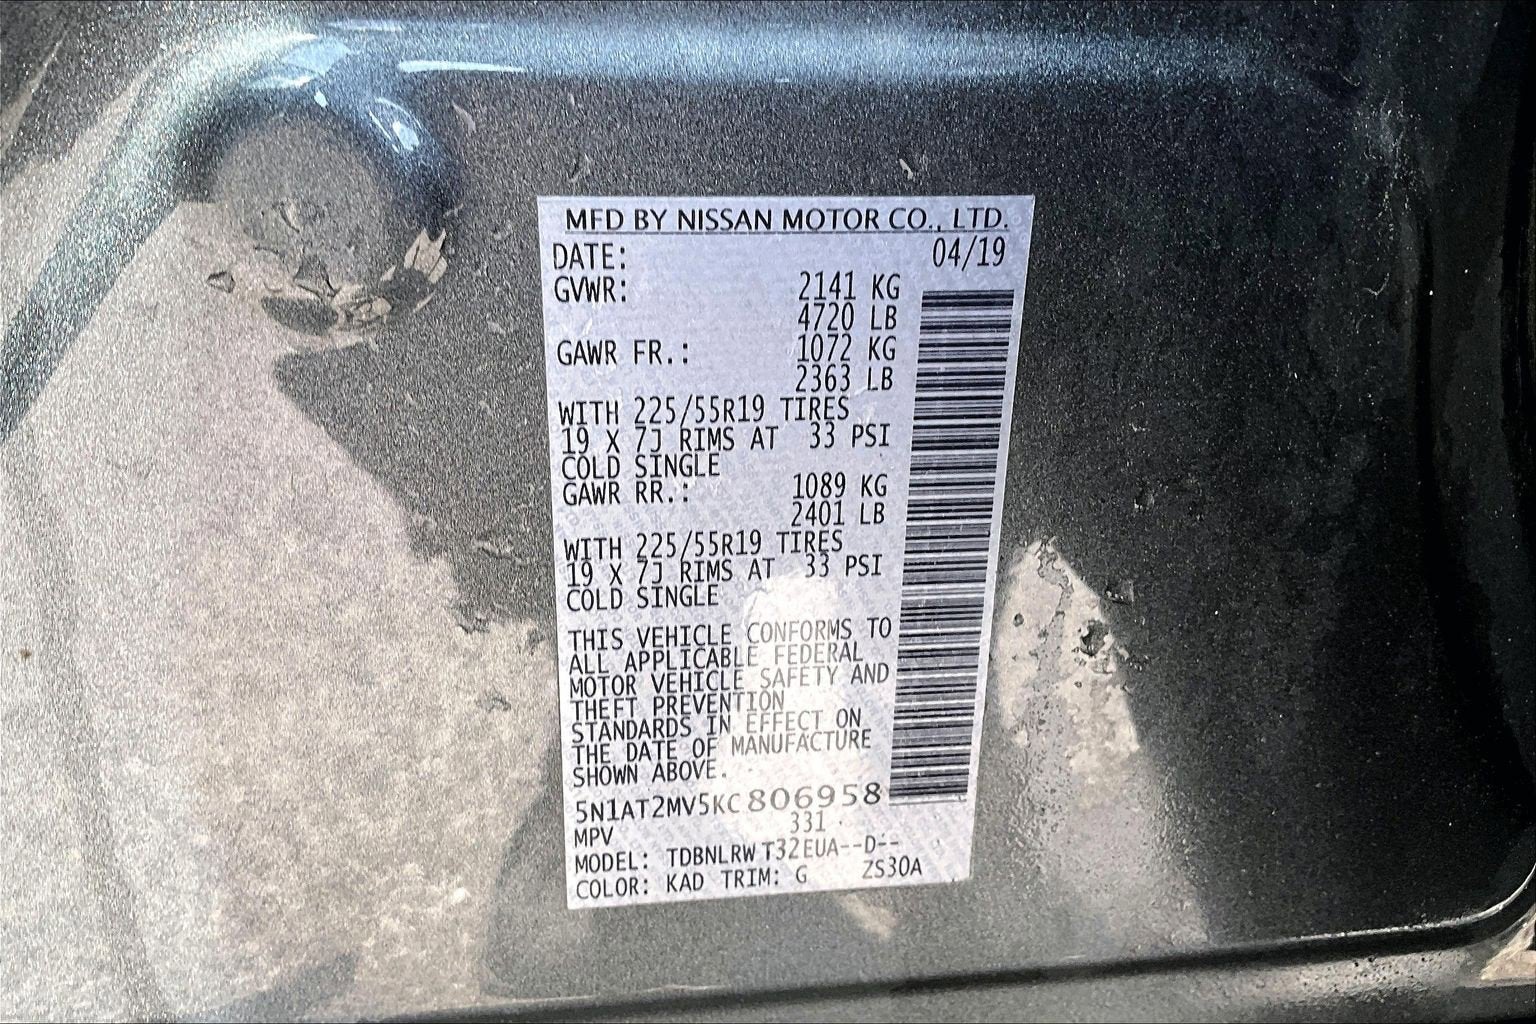 MFD BY NISSAN MOTOR CO., LTD.
DATE: 04/19
GVWR: 2141 KG
4720 LB
GAWR FR.: 1072 KG
2363 LB
WITH 225/55R19 TIRES
19 X 7J RIMS AT 33 PSI
COLD SINGLE
GAWR RR.: 1089 KG
2401 LB
WITH 225/55R19 TIRES
19 X 7J RIMS AT 33 PSI
COLD SINGLE
THIS VEHICLE CONFORMS TO
ALL APPLICABLE FEDERAL
MOTOR VEHICLE SAFETY AND
THEFT PREVENTION
STANDARDS IN EFFECT ON
THE DATE OF MANUFACTURE
SHOWN ABOVE.
5N1AT2MV5KC806958
MPV 331
MODEL: TDBNLRWT32EUA--D--
COLOR: KAD TRIM: G ZS30A